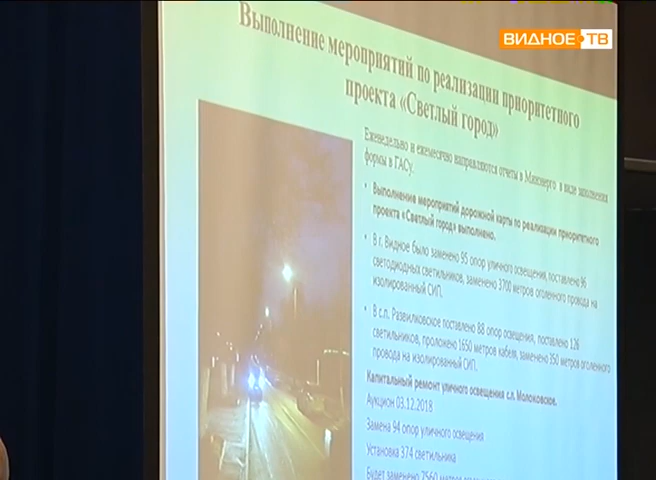 ВИДНОЕ ТВ
Выполнение мероприятий по реализации приоритетного
проекта «Светлый город»
Еженедельно и ежемесячно направляются отчеты в Минэнерго в виде заполнения
формы в ГАСу.
• Выполнение мероприятий дорожной карты по реализации приоритетного
проекта «Светлый город» выполнено.
• В г. Видное было заменено 95 опор уличного освещения, поставлено 96
светодиодных светильников, заменено 3700 метров оголенного провода на
изолированный СИП.
• В с.п. Развилковское поставлено 88 опор освещения, поставлено 126
светильников, проложено 1650 метров кабеля, заменено 350 метров оголенного
провода на изолированный СИП.
Капитальный ремонт уличного освещения с.п. Молоковское.
Аукцион 03.12.2018
Замена 94 опор уличного освещения
Установка 374 светильника
Будет заменено 7560 метров